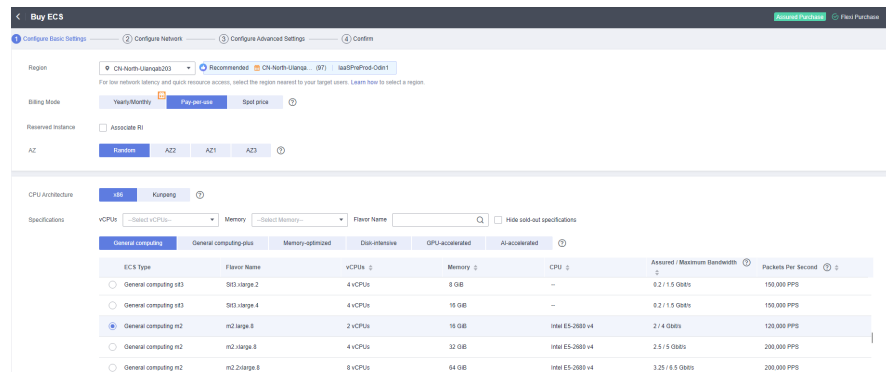 Buy ECS
Assured Purchase Flexi Purchase
1 Configure Basic Settings 2 Configure Network 3 Configure Advanced Settings 4 Confirm
Region CN-North-Ulanqab203 Recommended CN-North-Ulanqa... (97) IaaSPreProd-Odin1
For low network latency and quick resource access, select the region nearest to your target users. Learn how to select a region.
Billing Mode Yearly/Monthly Pay-per-use Spot price
Reserved Instance Associate RI
AZ Random AZ2 AZ1 AZ3
CPU Architecture x86 Kunpeng
Specifications vCPUs --Select vCPUs-- Memory --Select Memory-- Flavor Name Hide sold-out specifications
General computing General computing-plus Memory-optimized Disk-intensive GPU-accelerated AI-accelerated
ECS Type Flavor Name vCPUs Memory CPU Assured / Maximum Bandwidth Packets Per Second
General computing sit3 Sit3.xlarge.2 4 vCPUs 8 GiB -- 0.2 / 1.5 Gbit/s 150,000 PPS
General computing sit3 Sit3.xlarge.4 4 vCPUs 16 GiB -- 0.2 / 1.5 Gbit/s 150,000 PPS
General computing m2 m2.large.8 2 vCPUs 16 GiB Intel E5-2680 v4 2 / 4 Gbit/s 120,000 PPS
General computing m2 m2.xlarge.8 4 vCPUs 32 GiB Intel E5-2680 v4 2.5 / 5 Gbit/s 200,000 PPS
General computing m2 m2.2xlarge.8 8 vCPUs 64 GiB Intel E5-2680 v4 3.25 / 6.5 Gbit/s 200,000 PPS